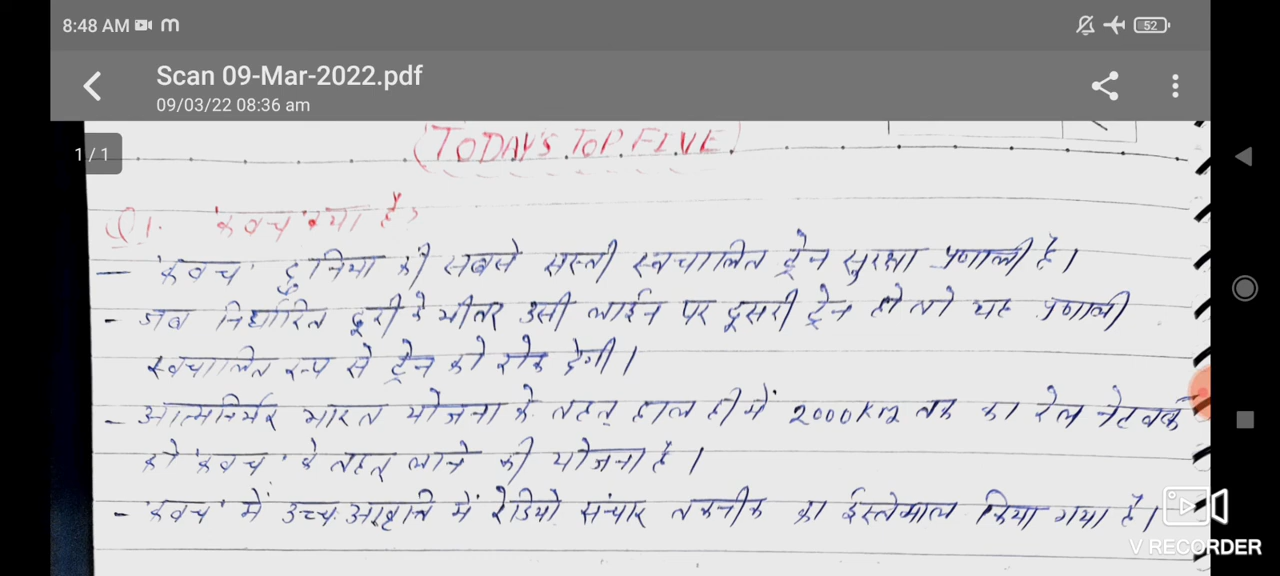 8:48 AM m 52
Scan 09-Mar-2022.pdf
09/03/22 08:36 am
1 / 1
(TODAY'S TOP FIVE)
Q1. 'कवच' क्या है?
- 'कवच' दुनिया की सबसे सस्ती स्वचालित ट्रेन सुरक्षा प्रणाली है।
- जब निर्धारित दूरी के भीतर उसी लाईन पर दूसरी ट्रेन हो तो यह प्रणाली
स्वचालित रूप से ट्रेन को रोक देगी।
- आत्मनिर्भर भारत योजना के तहत् हाल ही में 2000 KM तक का रेल नेटवर्क
को 'कवच' के तहत् लाने की योजना है।
- 'कवच' में उच्च आवृत्ति में रेडियो संचार तकनीक का ईस्तेमाल किया गया है।
V RECORDER